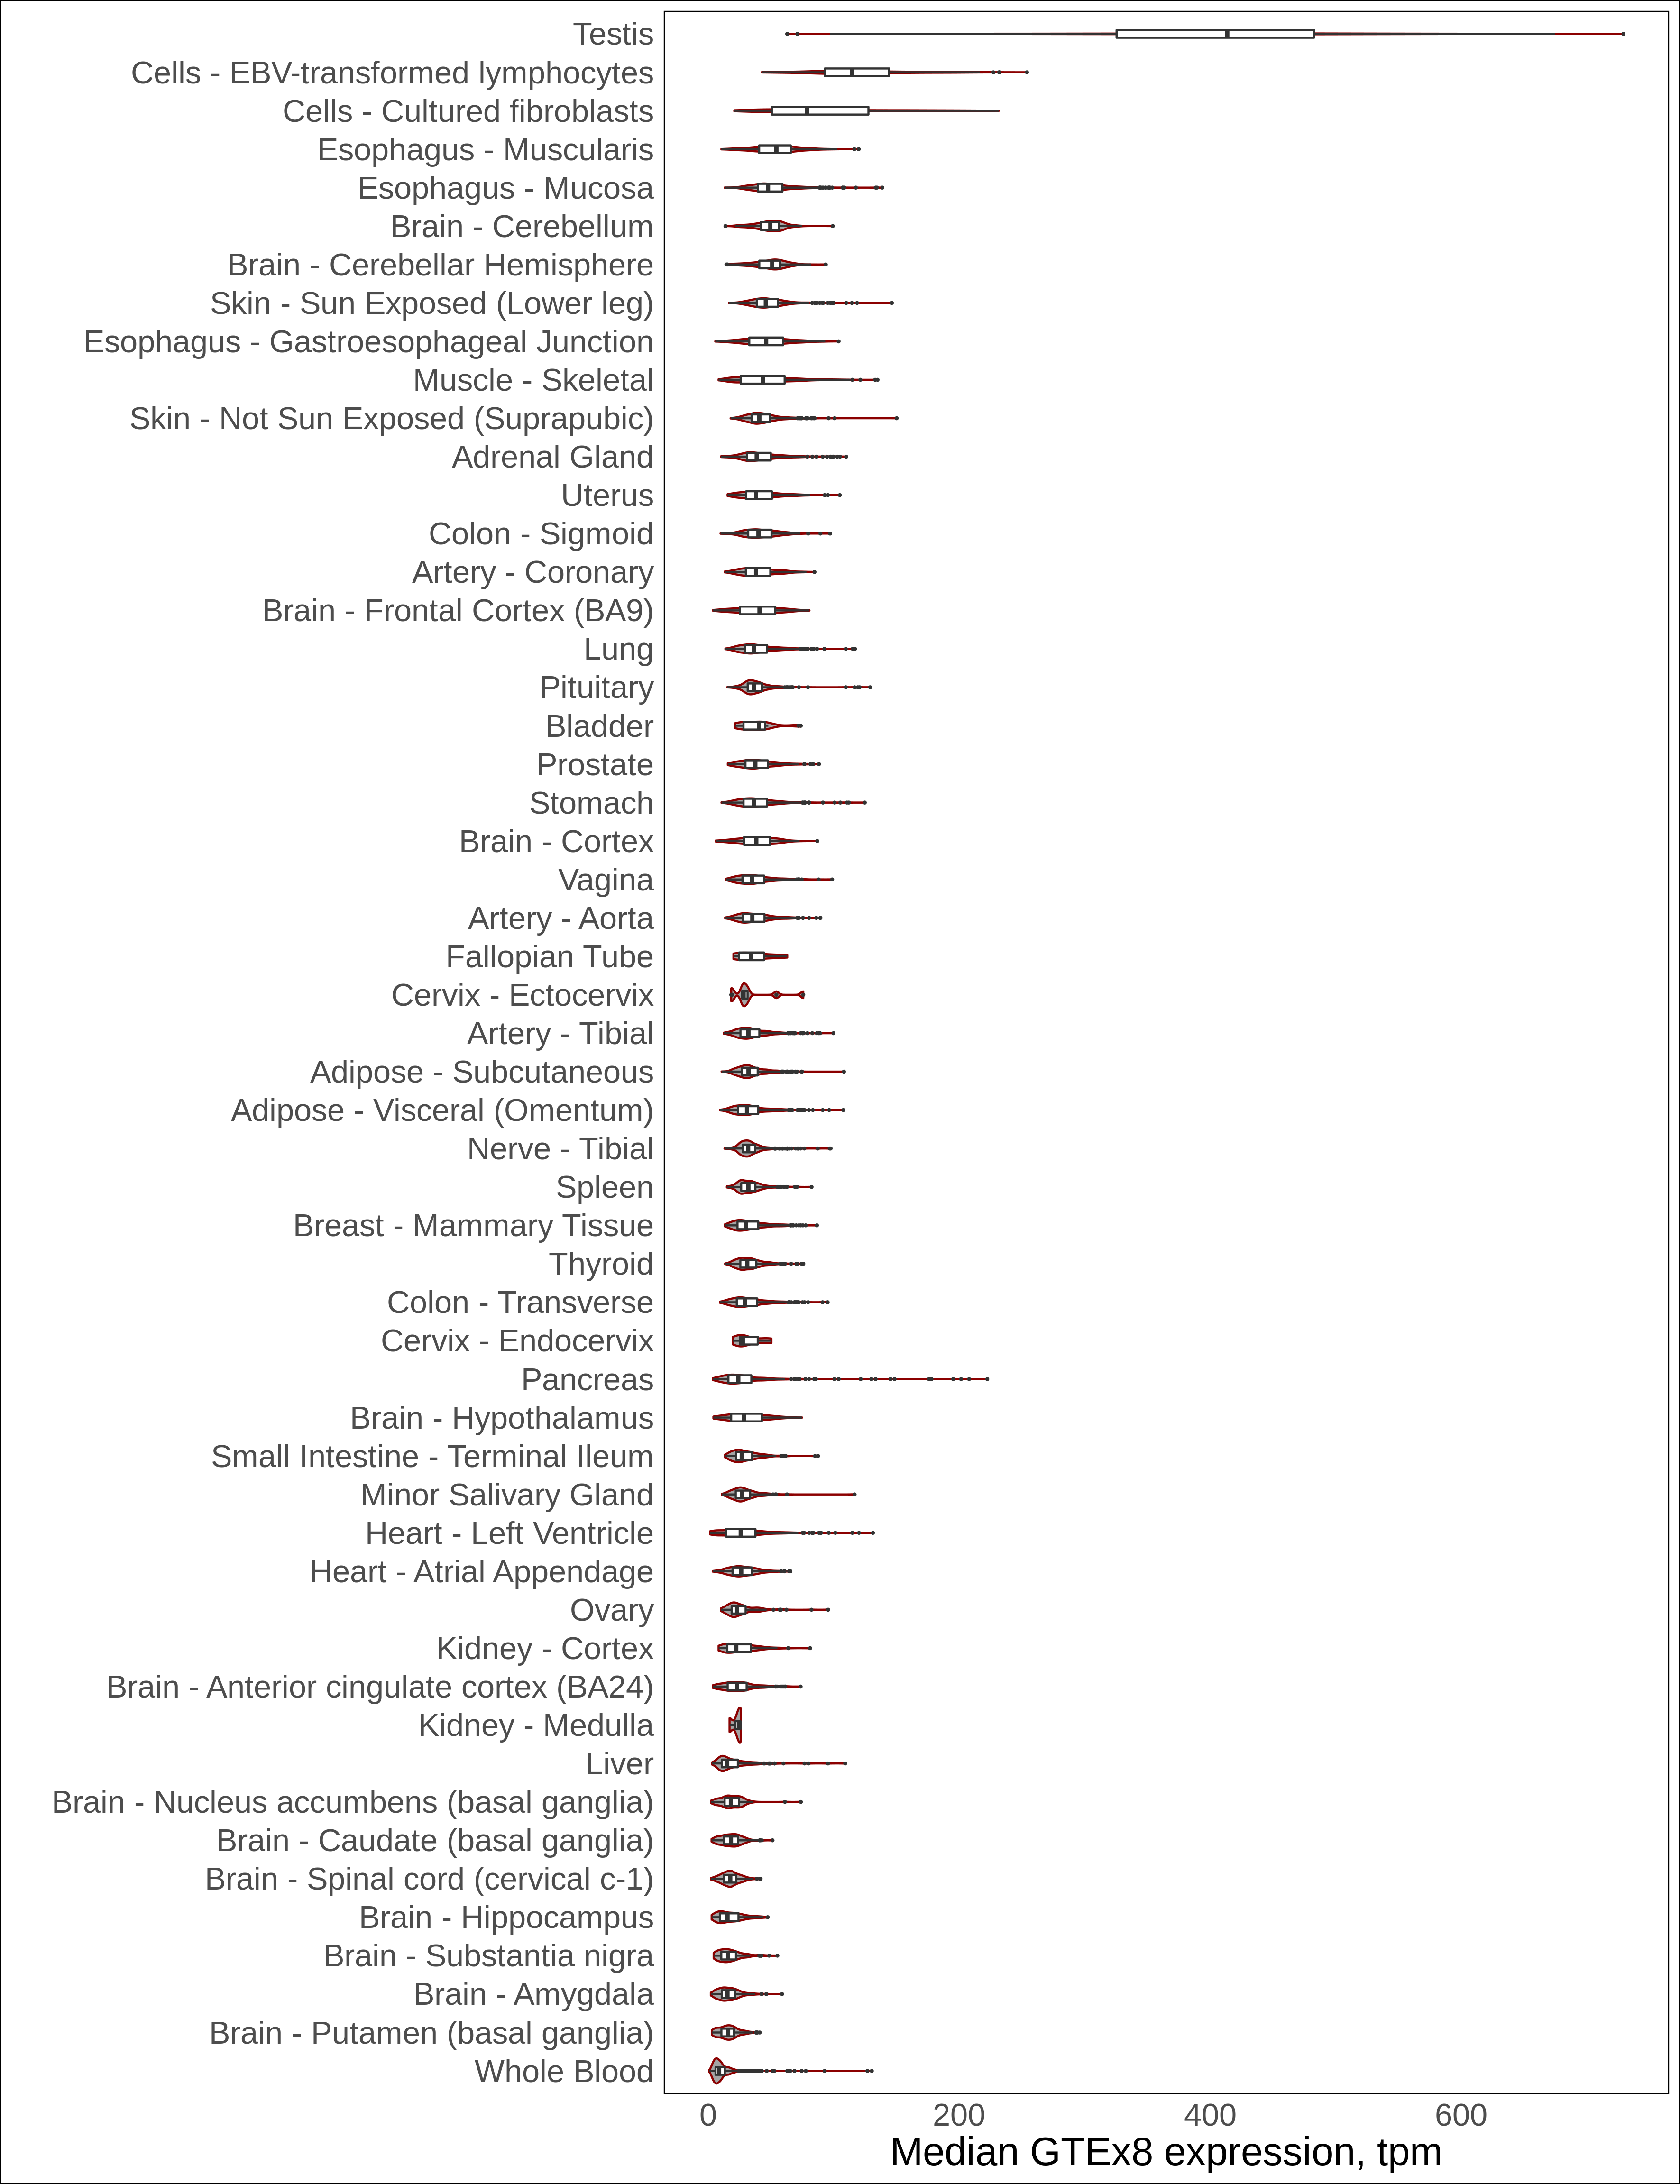 Testis
Cells - EBV-transformed lymphocytes
Cells - Cultured fibroblasts
Esophagus - Muscularis
Esophagus - Mucosa
Brain - Cerebellum
Brain - Cerebellar Hemisphere
Skin - Sun Exposed (Lower leg)
Esophagus - Gastroesophageal Junction
Muscle - Skeletal
Skin - Not Sun Exposed (Suprapubic)
Adrenal Gland
Uterus
Colon - Sigmoid
Artery - Coronary
Brain - Frontal Cortex (BA9)
Lung
Pituitary
Bladder
Prostate
Stomach
Brain - Cortex
Vagina
Artery - Aorta
Fallopian Tube
Cervix - Ectocervix
Artery - Tibial
Adipose - Subcutaneous
Adipose - Visceral (Omentum)
Nerve - Tibial
Spleen
Breast - Mammary Tissue
Thyroid
Colon - Transverse
Cervix - Endocervix
Pancreas
Brain - Hypothalamus
Small Intestine - Terminal Ileum
Minor Salivary Gland
Heart - Left Ventricle
Heart - Atrial Appendage
Ovary
Kidney - Cortex
Brain - Anterior cingulate cortex (BA24)
Kidney - Medulla
Liver
Brain - Nucleus accumbens (basal ganglia)
Brain - Caudate (basal ganglia)
Brain - Spinal cord (cervical c-1)
Brain - Hippocampus
Brain - Substantia nigra
Brain - Amygdala
Brain - Putamen (basal ganglia)
Whole Blood
0 200 400 600
Median GTEx8 expression, tpm